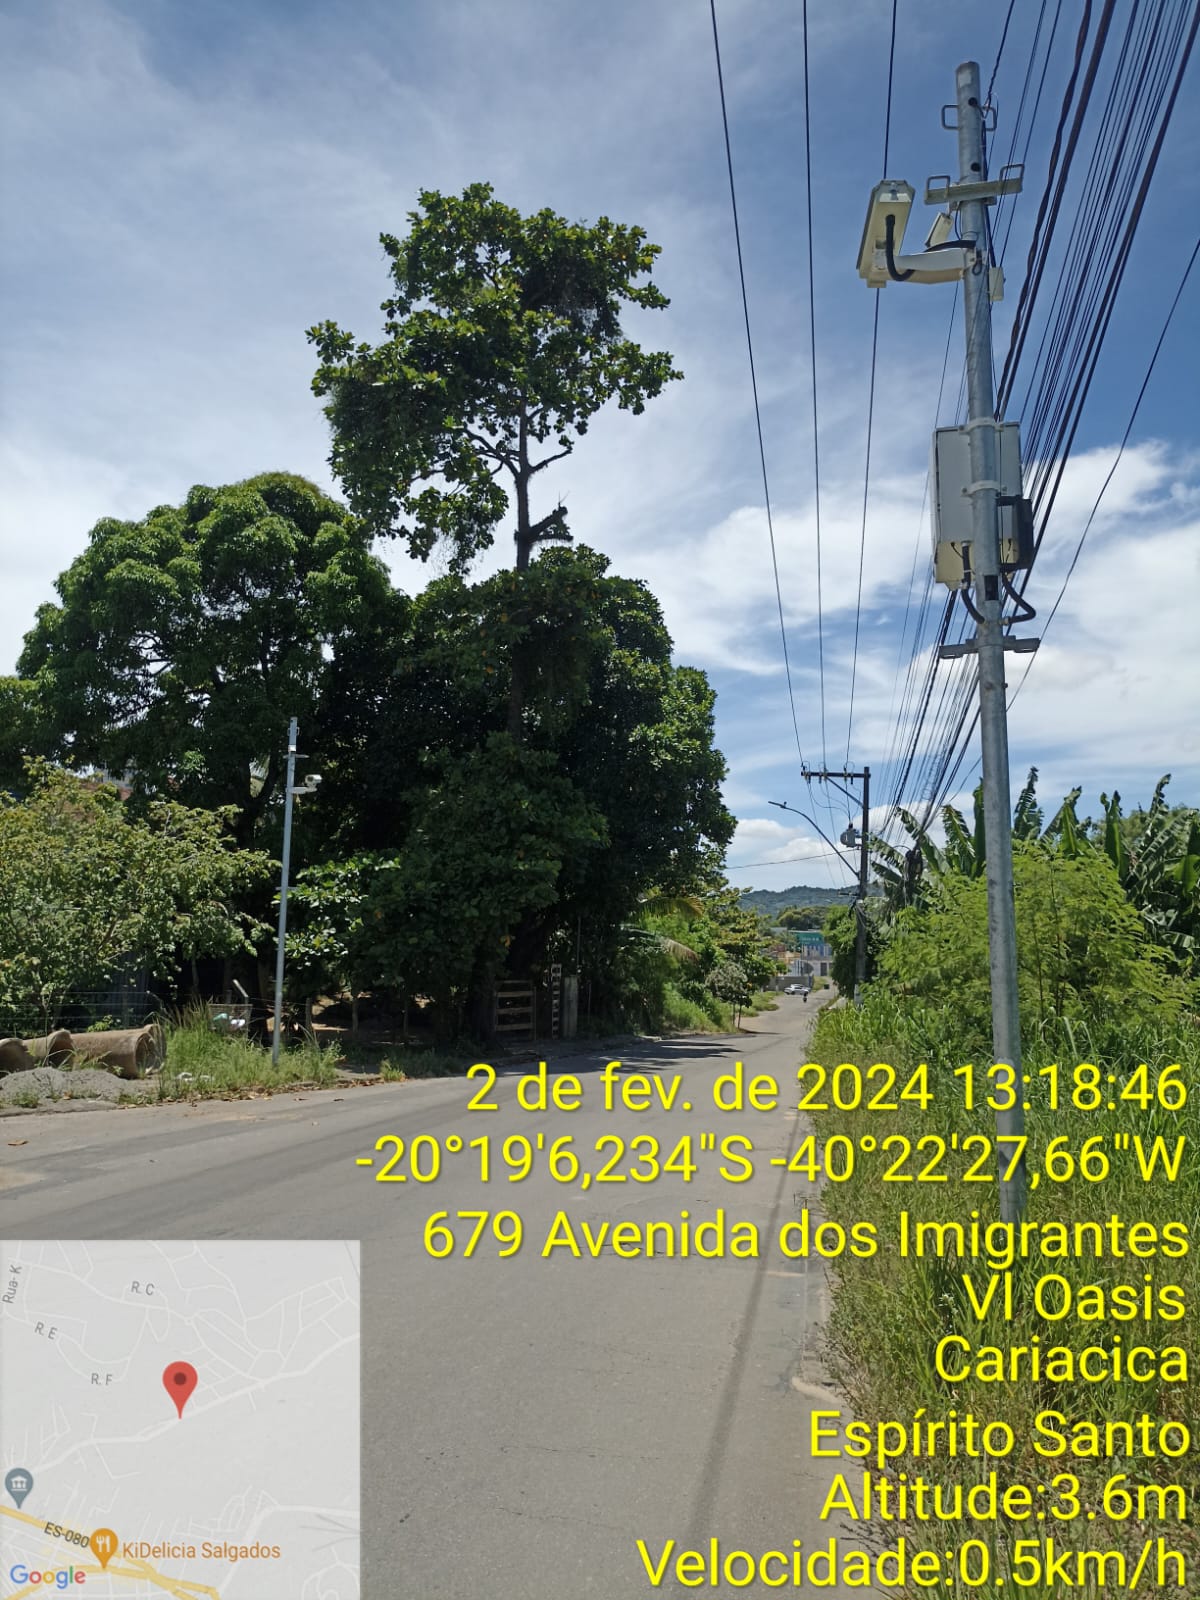 2 de fev. de 2024 13:18:46
-20°19'6,234"S -40°22'27,66"W
679 Avenida dos Imigrantes
Vl Oasis
Cariacica
Espírito Santo
Altitude:3.6m
Velocidade:0.5km/h
Rua K
R. C
R. E
R. F
ES-080
KiDelicia Salgados
Google